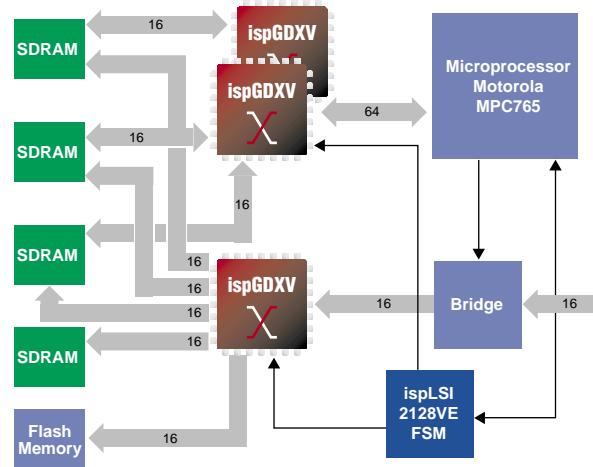 SDRAM
16
ispGDXV
ispGDXV
Microprocessor
Motorola
MPC765
64
SDRAM
16
16
SDRAM
16
16
16
16
ispGDXV
16
Bridge
16
SDRAM
ispLSI
2128VE
FSM
Flash
Memory
16